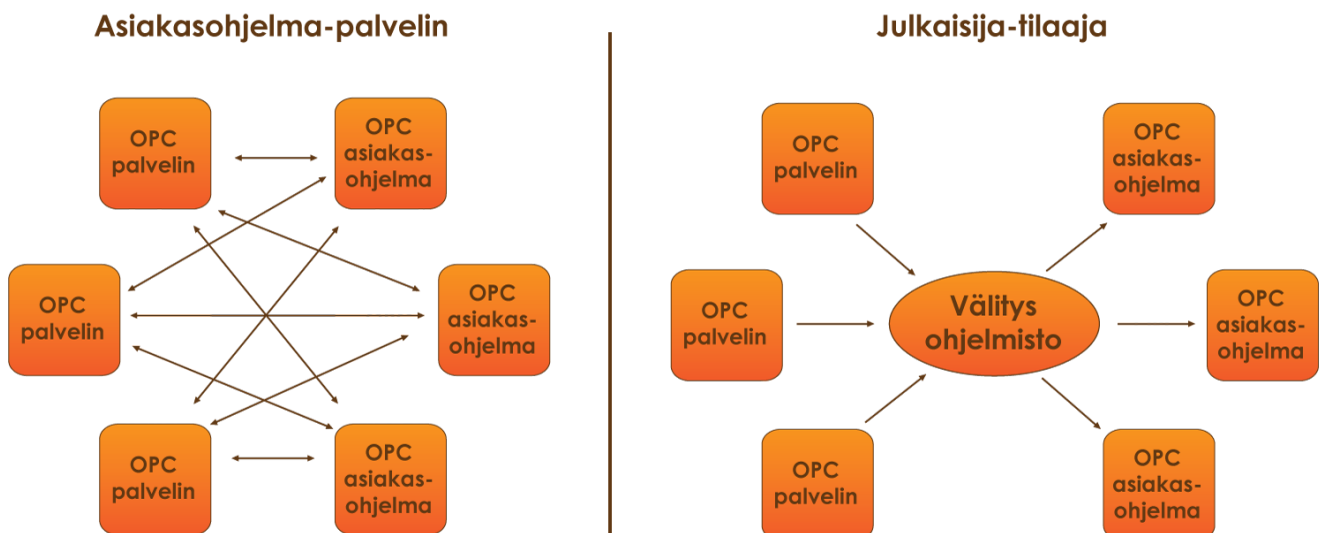 Asiakasohjelma-palvelin
OPC
palvelin
OPC
asiakas-
ohjelma
OPC
palvelin
OPC
asiakas-
ohjelma
OPC
palvelin
OPC
asiakas-
ohjelma
Julkaisija-tilaaja
OPC
palvelin
OPC
asiakas-
ohjelma
OPC
palvelin
Välitys
ohjelmisto
OPC
asiakas-
ohjelma
OPC
palvelin
OPC
asiakas-
ohjelma